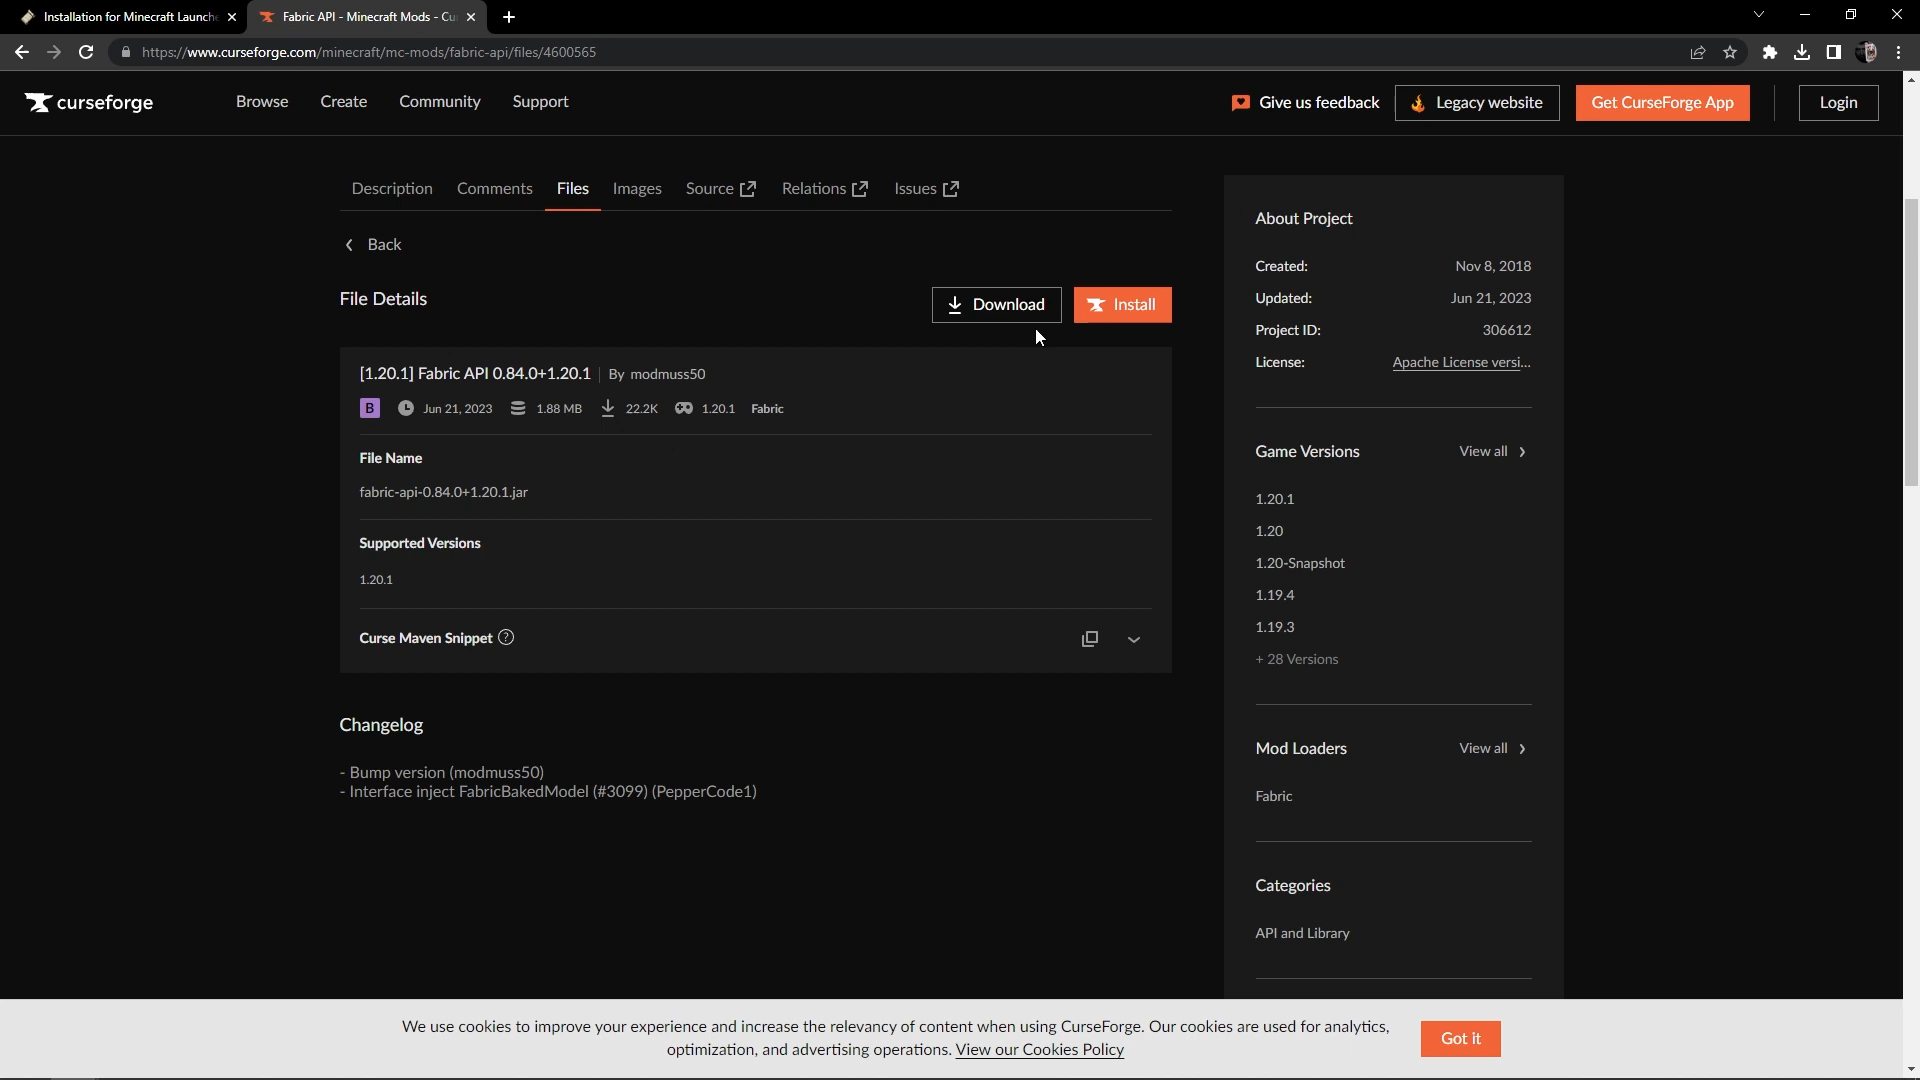 Installation for Minecraft Launche
Fabric API - Minecraft Mods - Cu
https://www.curseforge.com/minecraft/mc-mods/fabric-api/files/4600565
curseforge
Browse
Create
Community
Support
Give us feedback
Legacy website
Get CurseForge App
Login
Description
Comments
Files
Images
Source
Relations
Issues
Back
File Details
Download
Install
[1.20.1] Fabric API 0.84.0+1.20.1
By modmuss50
B
Jun 21, 2023
1.88 MB
22.2K
1.20.1
Fabric
File Name
fabric-api-0.84.0+1.20.1.jar
Supported Versions
1.20.1
Curse Maven Snippet
Changelog
- Bump version (modmuss50)
- Interface inject FabricBakedModel (#3099) (PepperCode1)
About Project
Created: Nov 8, 2018
Updated: Jun 21, 2023
Project ID: 306612
License: Apache License versi...
Game Versions
View all
1.20.1
1.20
1.20-Snapshot
1.19.4
1.19.3
+ 28 Versions
Mod Loaders
View all
Fabric
Categories
API and Library
We use cookies to improve your experience and increase the relevancy of content when using CurseForge. Our cookies are used for analytics,
optimization, and advertising operations. View our Cookies Policy
Got it